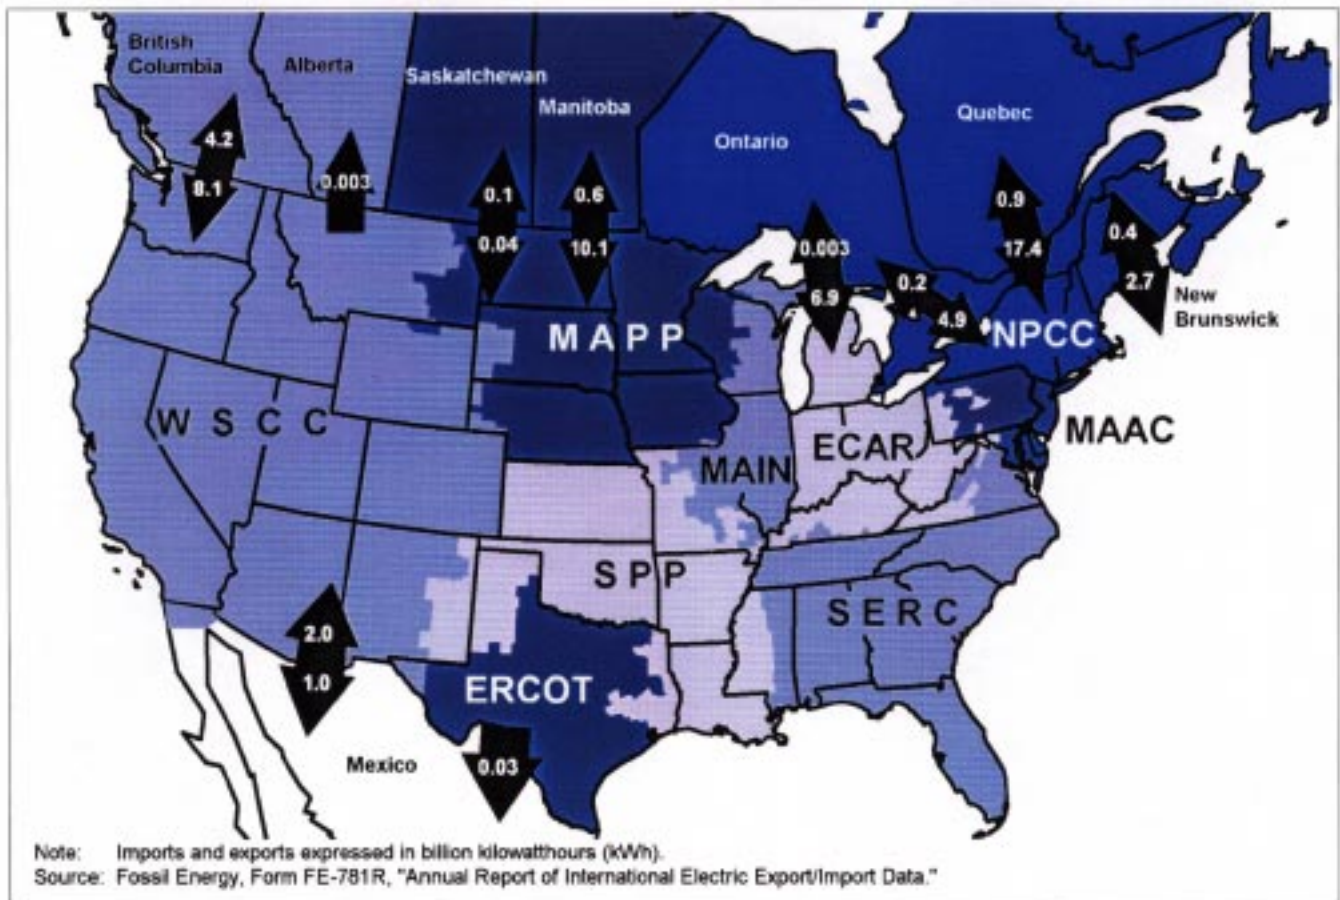 British
Columbia
Alberta
Saskatchewan
Manitoba
Ontario
Quebec
4.2
8.1
0.003
0.1
0.04
0.6
10.1
0.003
6.9
0.2
4.9
0.9
17.4
0.4
2.7
New
Brunswick
MAPP
NPCC
WSCC
MAIN
ECAR
MAAC
SPP
SERC
ERCOT
2.0
1.0
Mexico
0.03
Note: Imports and exports expressed in billion kilowatthours (kWh).
Source: Fossil Energy, Form FE-781R, "Annual Report of International Electric Export/Import Data."